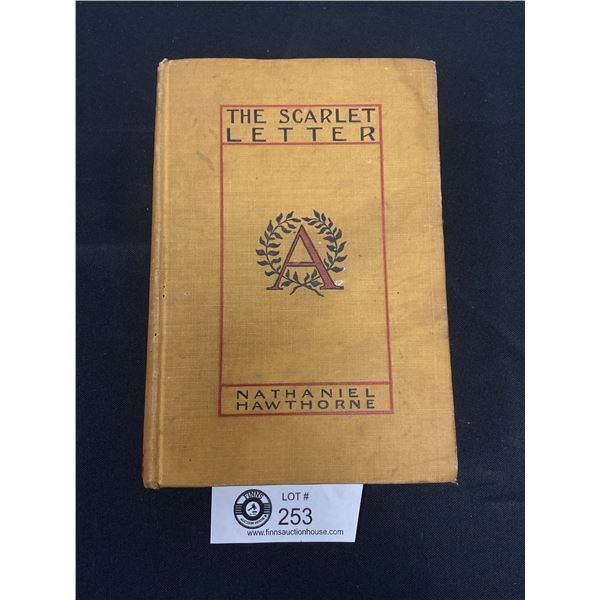 THE SCARLET
LETTER
A
NATHANIEL
HAWTHORNE
FINNS
LOT #
253
www.finnsauctionhouse.com